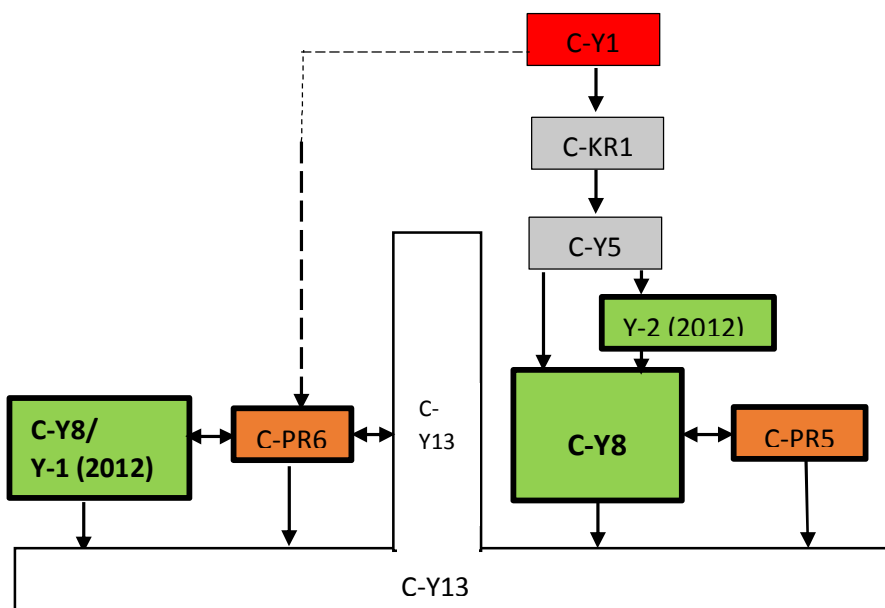 C-Y1
C-KR1
C-Y5
Y-2 (2012)
C-Y8/
Y-1 (2012)
C-PR6
C-
Y13
C-Y8
C-PR5
C-Y13